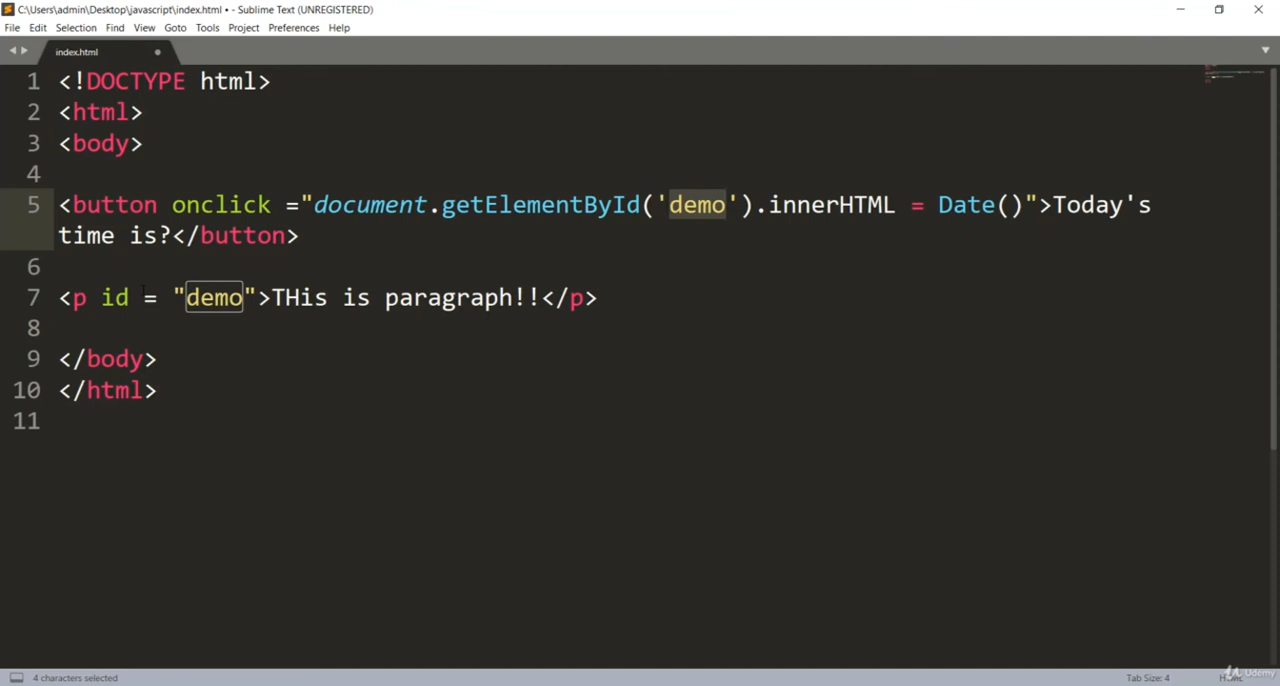 C:\Users\admin\Desktop\javascript\index.html • - Sublime Text (UNREGISTERED)
File Edit Selection Find View Goto Tools Project Preferences Help
index.html
1 <!DOCTYPE html>
2 <html>
3 <body>
4
5 <button onclick ="document.getElementById('demo').innerHTML = Date()">Today's
time is?</button>
6
7 <p id = "demo">THis is paragraph!!</p>
8
9 </body>
10 </html>
11
4 characters selected
Tab Size: 4
HTML
Udemy